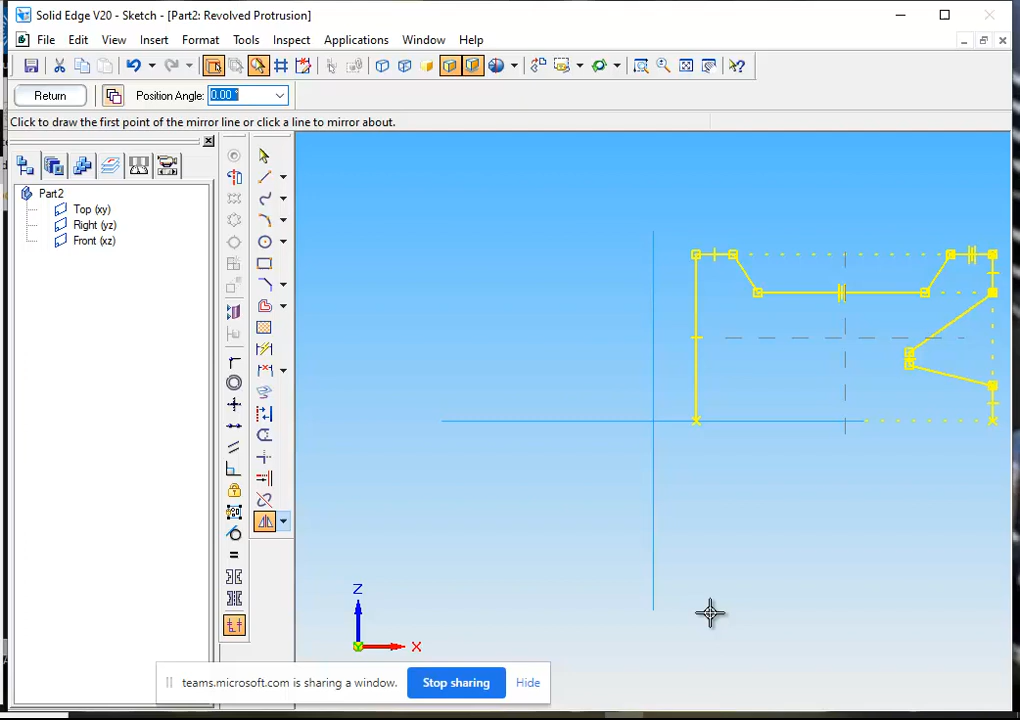 Solid Edge V20 - Sketch - [Part2: Revolved Protrusion]
File Edit View Insert Format Tools Inspect Applications Window Help
Return Position Angle: 0.00 °
Click to draw the first point of the mirror line or click a line to mirror about.
Part2
Top (xy)
Right (yz)
Front (xz)
Z
X
teams.microsoft.com is sharing a window. Stop sharing Hide